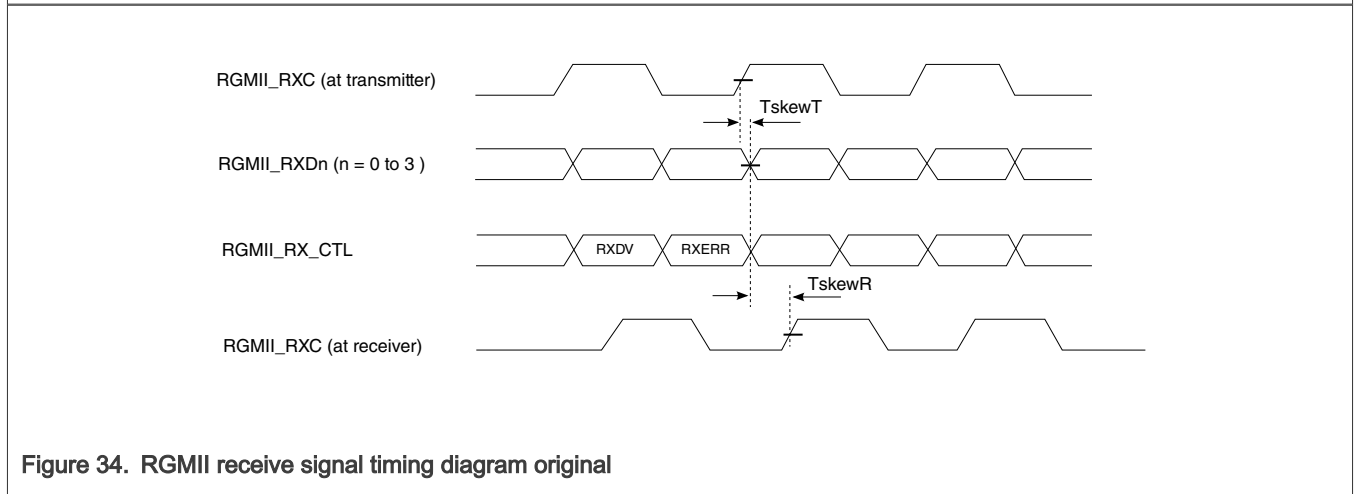 RGMII_RXC (at transmitter)
TskewT
RGMII_RXDn (n = 0 to 3 )
RGMII_RX_CTL
RXDV
RXERR
TskewR
RGMII_RXC (at receiver)
Figure 34. RGMII receive signal timing diagram original